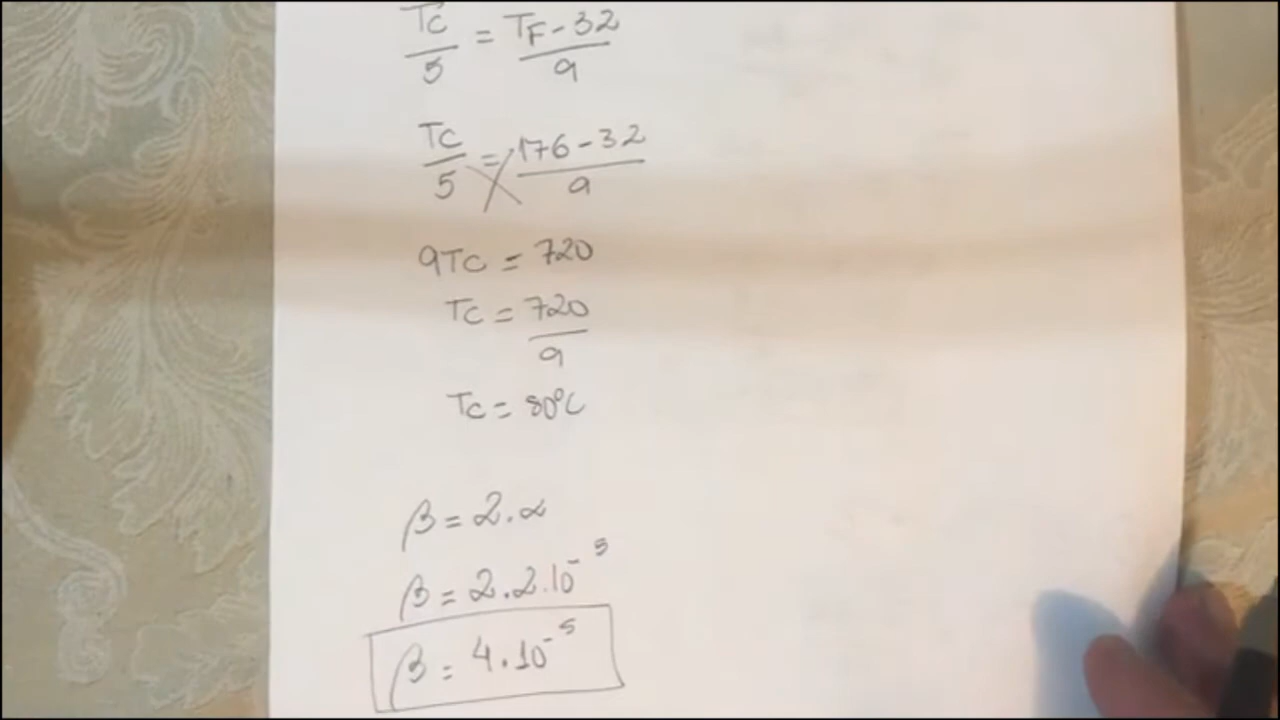 TC/5 = TF-32/9
TC/5 = 176-32/9
9TC = 720
TC = 720/9
TC = 80°C
β = 2.α
β = 2.2.10⁻⁵
β = 4.10⁻⁵